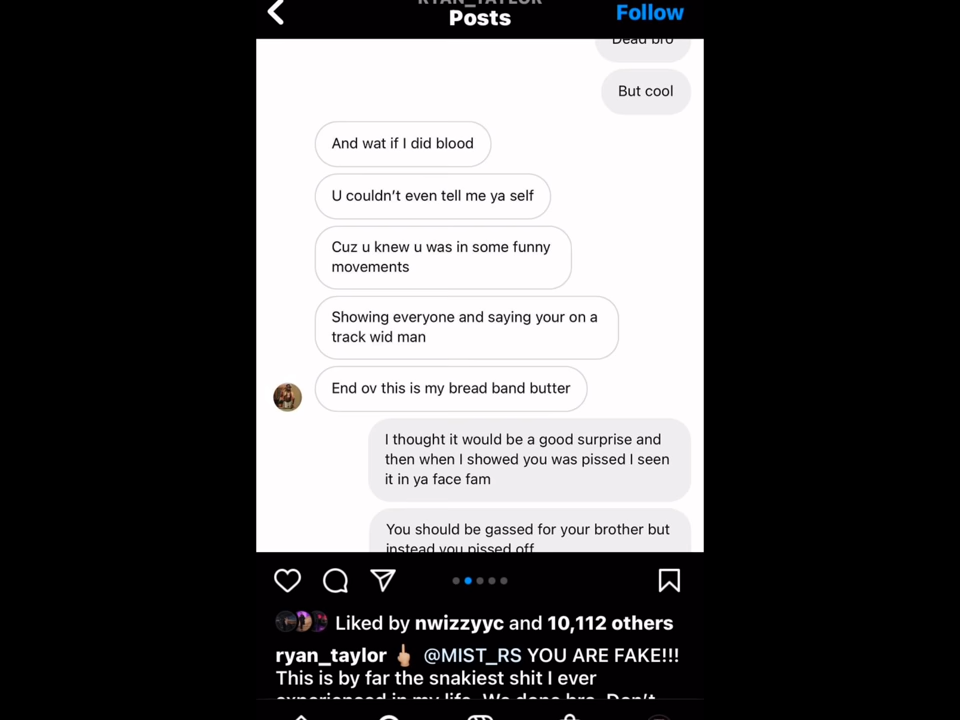 RYAN_TAYLOR
Posts
Follow
Dead bro
But cool
And wat if I did blood
U couldn't even tell me ya self
Cuz u knew u was in some funny
movements
Showing everyone and saying your on a
track wid man
End ov this is my bread band butter
I thought it would be a good surprise and
then when I showed you was pissed I seen
it in ya face fam
You should be gassed for your brother but
instead you pissed off
Liked by nwizzyyc and 10,112 others
ryan_taylor 🖕🏼 @MIST_RS YOU ARE FAKE!!!
This is by far the snakiest shit I ever
experienced in my life. We done bro. Don't